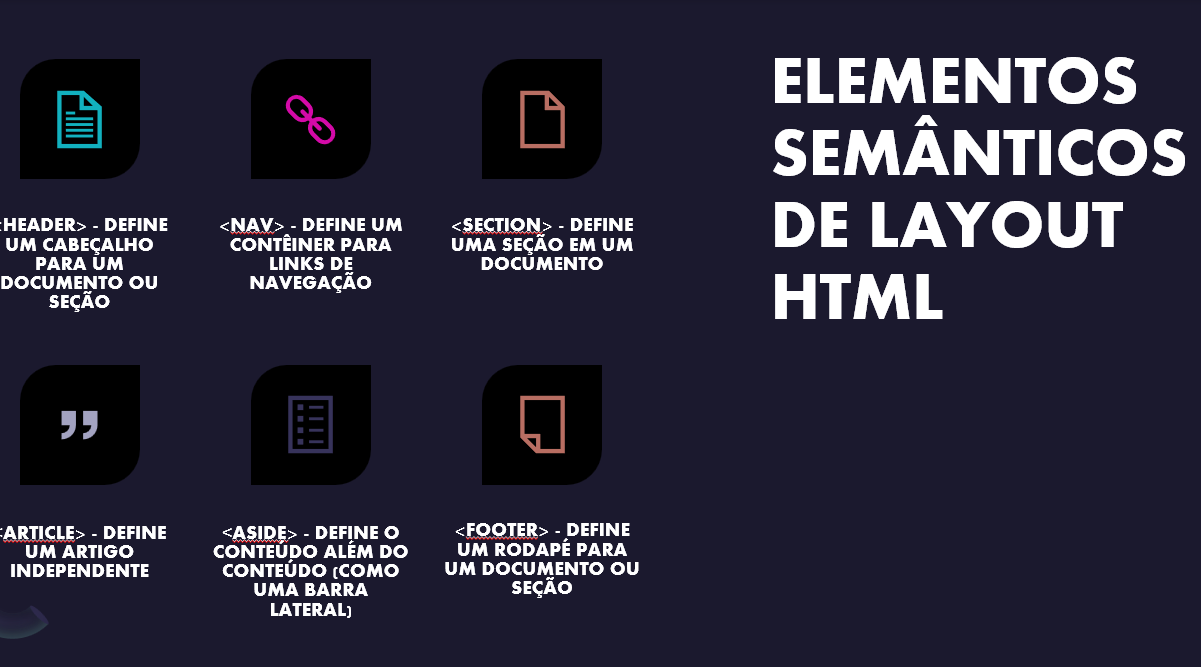 ELEMENTOS
SEMÂNTICOS
DE LAYOUT
HTML
<HEADER> - DEFINE
UM CABEÇALHO
PARA UM
DOCUMENTO OU
SEÇÃO
<NAV> - DEFINE UM
CONTÊINER PARA
LINKS DE
NAVEGAÇÃO
<SECTION> - DEFINE
UMA SEÇÃO EM UM
DOCUMENTO
<ARTICLE> - DEFINE
UM ARTIGO
INDEPENDENTE
<ASIDE> - DEFINE O
CONTEÚDO ALÉM DO
CONTEÚDO (COMO
UMA BARRA
LATERAL)
<FOOTER> - DEFINE
UM RODAPÉ PARA
UM DOCUMENTO OU
SEÇÃO